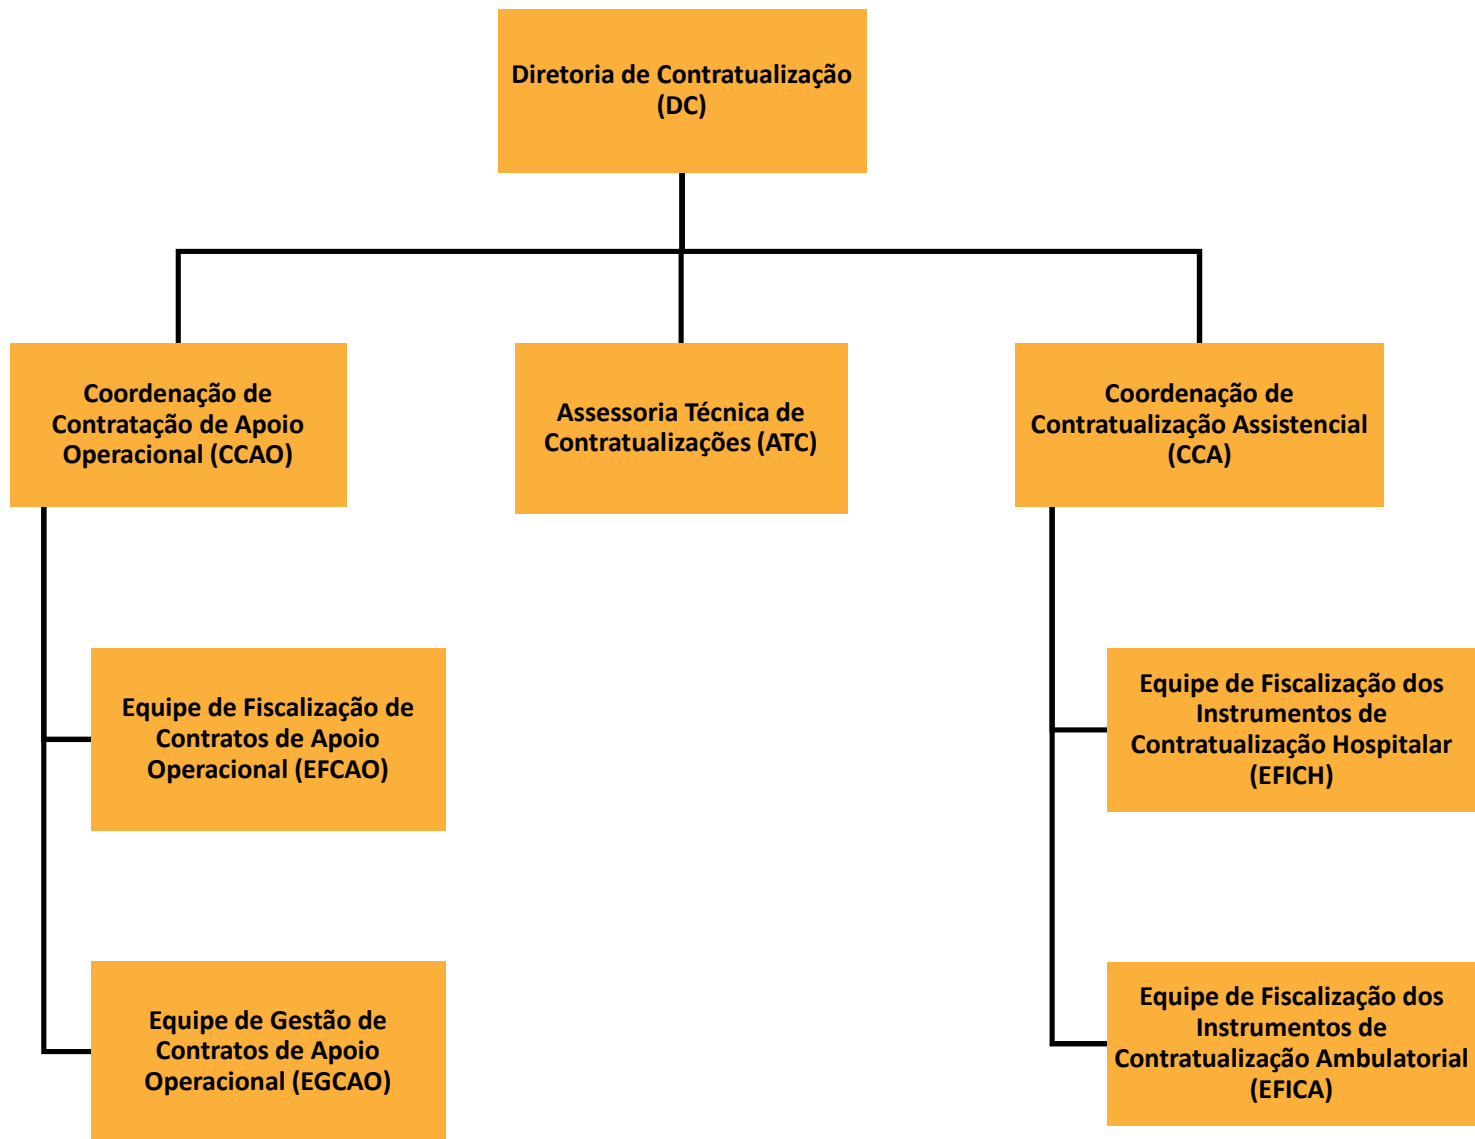 Diretoria de Contratualização
(DC)
Coordenação de
Contratação de Apoio
Operacional (CCAO)
Assessoria Técnica de
Contratualizações (ATC)
Coordenação de
Contratualização Assistencial
(CCA)
Equipe de Fiscalização de
Contratos de Apoio
Operacional (EFCAO)
Equipe de Gestão de
Contratos de Apoio
Operacional (EGCAO)
Equipe de Fiscalização dos
Instrumentos de
Contratualização Hospitalar
(EFICH)
Equipe de Fiscalização dos
Instrumentos de
Contratualização Ambulatorial
(EFICA)